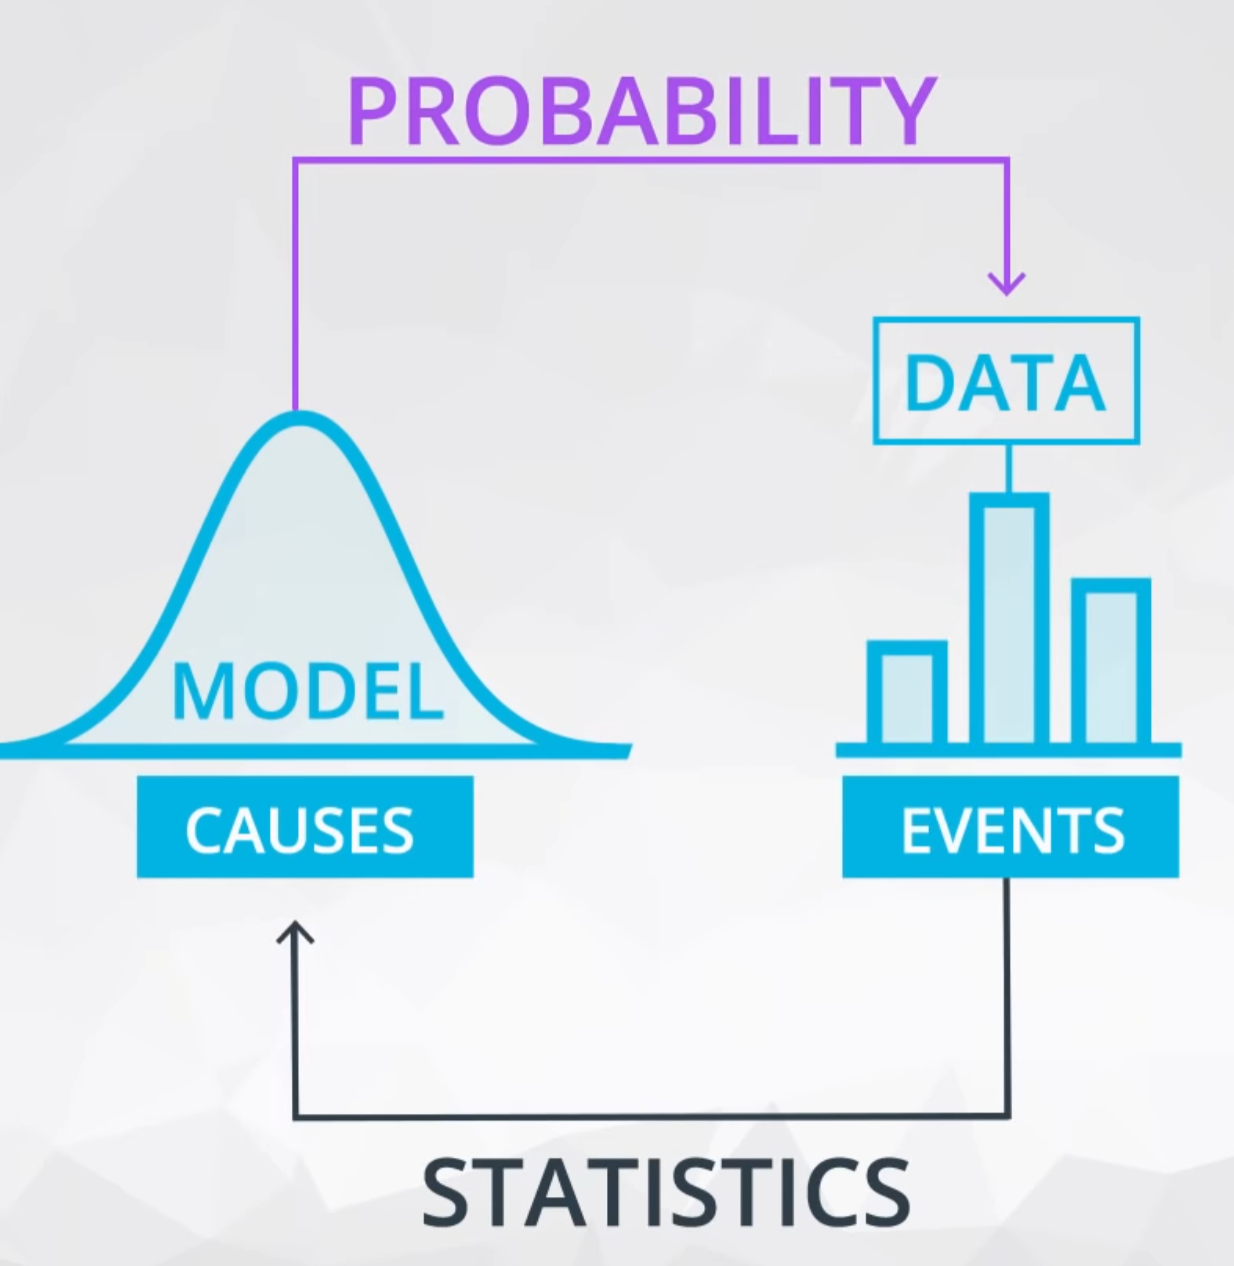 PROBABILITY
DATA
MODEL
CAUSES
EVENTS
STATISTICS